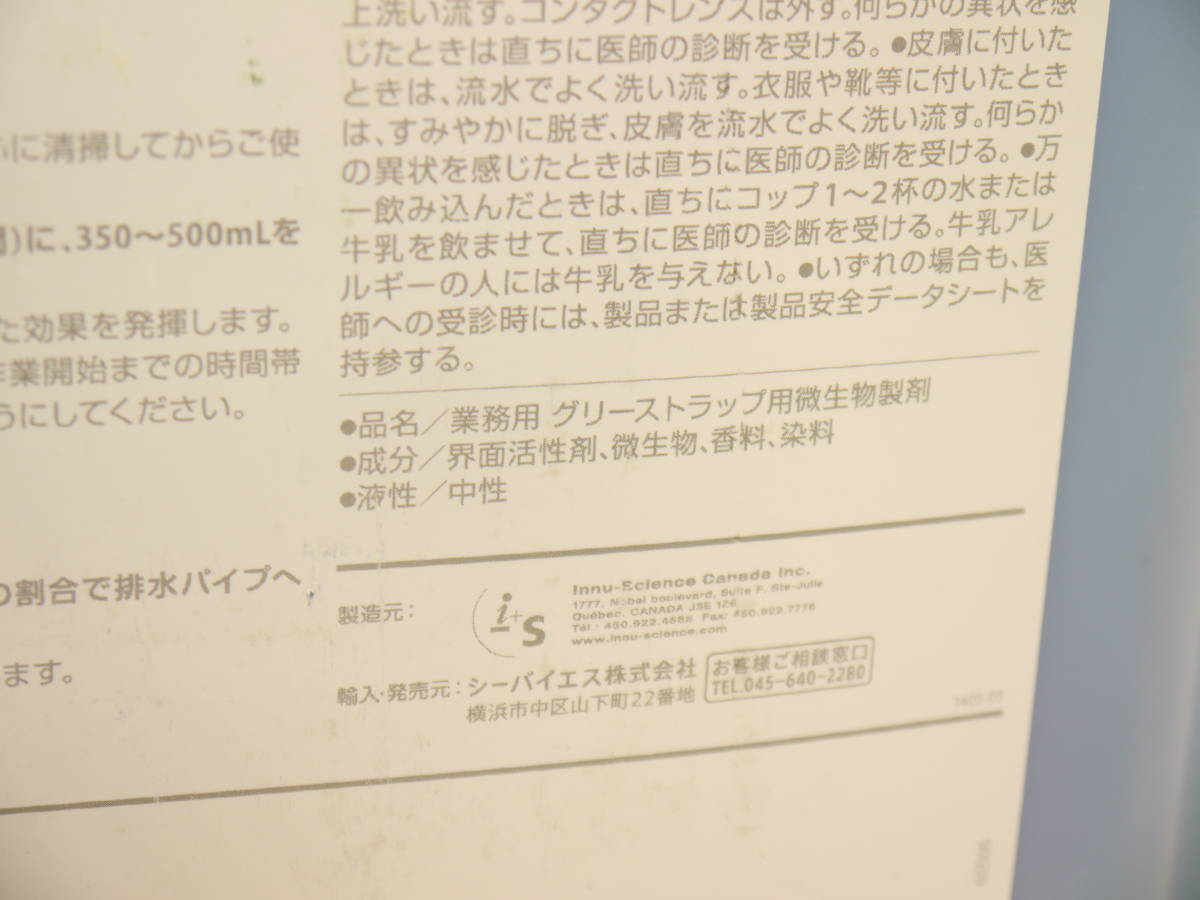 に清掃してからご使
に、350〜500mLを
た効果を発揮します。
業開始までの時間帯
うにしてください。
の割合で排水パイプへ
ます。
上洗い流す。コンタクトレンズは外す。何らかの異状を感
じたときは直ちに医師の診断を受ける。●皮膚に付いた
ときは、流水でよく洗い流す。衣服や靴等に付いたとき
は、すみやかに脱ぎ、皮膚を流水でよく洗い流す。何らか
の異状を感じたときは直ちに医師の診断を受ける。●万
一飲み込んだときは、直ちにコップ1〜2杯の水または
牛乳を飲ませて、直ちに医師の診断を受ける。牛乳アレ
ルギーの人には牛乳を与えない。●いずれの場合も、医
師への受診時には、製品または製品安全データシートを
持参する。
●品名／業務用 グリーストラップ用微生物製剤
●成分／界面活性剤、微生物、香料、染料
●液性／中性
製造元：
i+s
Innu-Science Canada Inc.
1777, Nobel boulevard, Suite F, Ste-Julie
Québec, CANADA J3E 1Z6
Tél.: 450.922.4666 Fax: 450.922.7778
www.innu-science.com
輸入・発売元：シーバイエス株式会社
横浜市中区山下町22番地
お客様ご相談窓口
TEL.045-640-2280